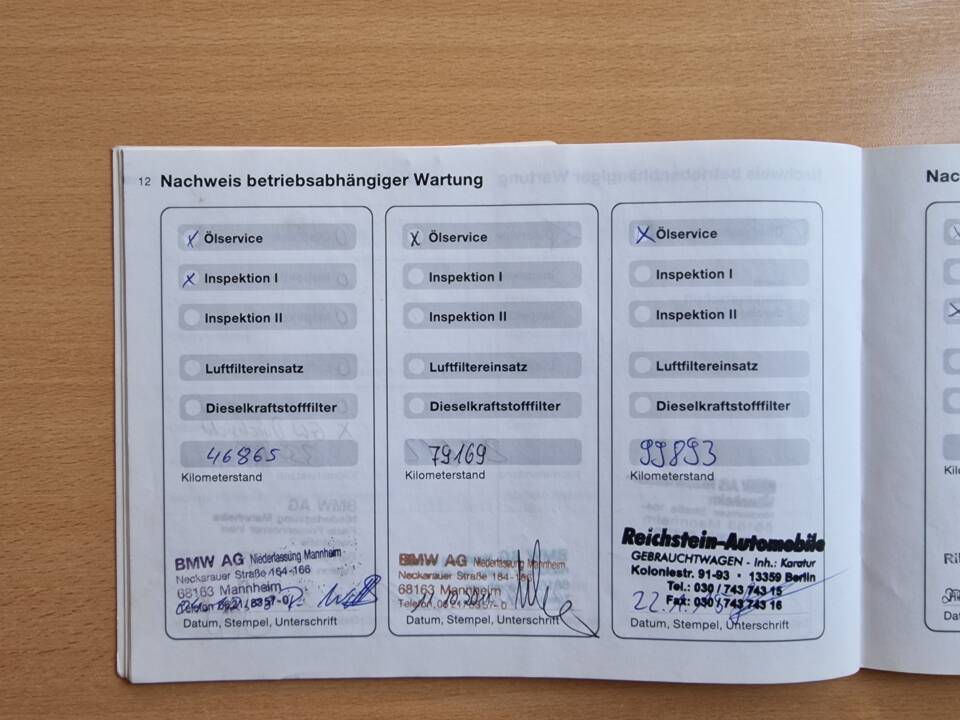 12 Nachweis betriebsabhängiger Wartung
x Ölservice
x Inspektion I
Inspektion II
Luftfiltereinsatz
Dieselkraftstofffilter
46865
Kilometerstand
BMW AG Niederlassung Mannheim
Neckarauer Straße 164-166
68163 Mannheim
Datum, Stempel, Unterschrift
x Ölservice
Inspektion I
Inspektion II
Luftfiltereinsatz
Dieselkraftstofffilter
79169
Kilometerstand
BMW AG Niederlassung Mannheim
Neckarauer Straße 164-166
68163 Mannheim
Datum, Stempel, Unterschrift
X Ölservice
Inspektion I
Inspektion II
Luftfiltereinsatz
Dieselkraftstofffilter
99893
Kilometerstand
Reichstein-Automobile
GEBRAUCHTWAGEN - Inh.: Karatur
Koloniestr. 91-93 • 13359 Berlin
Tel.: 030 / 743 743 15
Fax: 030 / 743 743 16
Datum, Stempel, Unterschrift